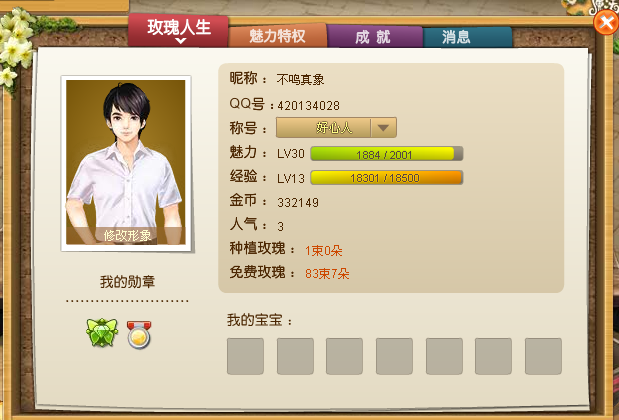 玫瑰人生
魅力特权
成就
消息
修改形象
我的勋章
昵称： 不鸣真象
QQ号：420134028
称号： 好心人
魅力： LV30 1884 / 2001
经验： LV13 18301 / 18500
金币： 332149
人气： 3
种植玫瑰： 1束0朵
免费玫瑰： 83束7朵
我的宝宝：